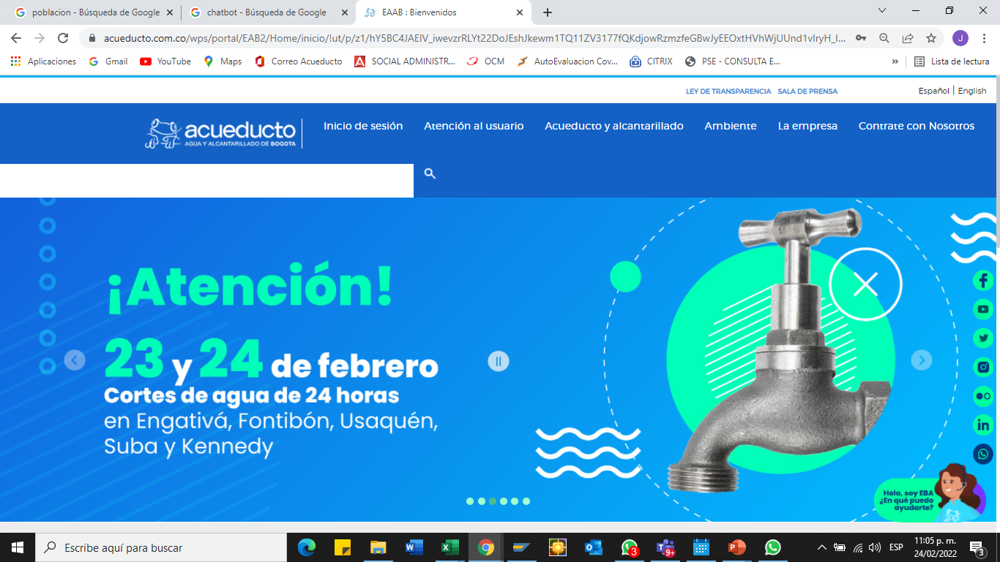 poblacion - Búsqueda de Google
chatbot - Búsqueda de Google
EAAB : Bienvenidos
acueducto.com.co/wps/portal/EAB2/Home/inicio/!ut/p/z1/
Aplicaciones
Gmail
YouTube
Maps
Correo Acueducto
SOCIAL ADMINISTR...
OCM
AutoEvaluacion Cov...
CITRIX
PSE - CONSULTA E...
»
Lista de lectura
LEY DE TRANSPARENCIA
SALA DE PRENSA
Español | English
acueducto
AGUA Y ALCANTARILLADO DE BOGOTA
Inicio de sesión
Atención al usuario
Acueducto y alcantarillado
Ambiente
La empresa
Contrate con Nosotros
¡Atención!
23 y 24 de febrero
Cortes de agua de 24 horas
en Engativá, Fontibón, Usaquén,
Suba y Kennedy
Hola, soy EBA
¿En qué puedo
ayudarte?
Escribe aquí para buscar
3
9+
ESP
11:05 p. m.
24/02/2022
3